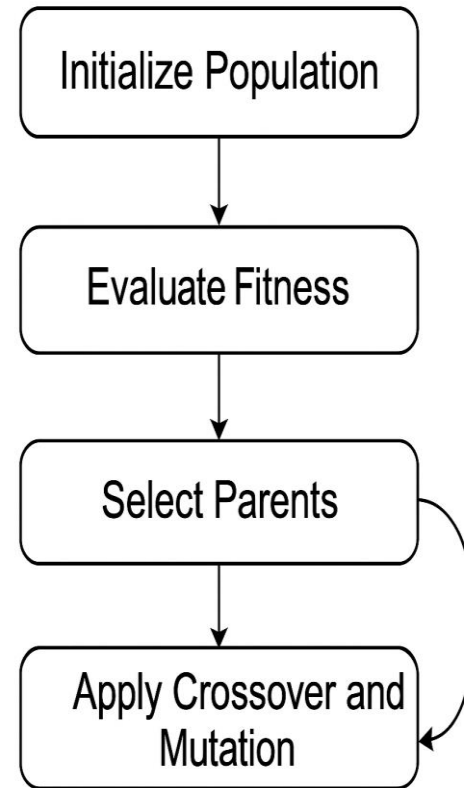 Initialize Population
Evaluate Fitness
Select Parents
Apply Crossover and
Mutation